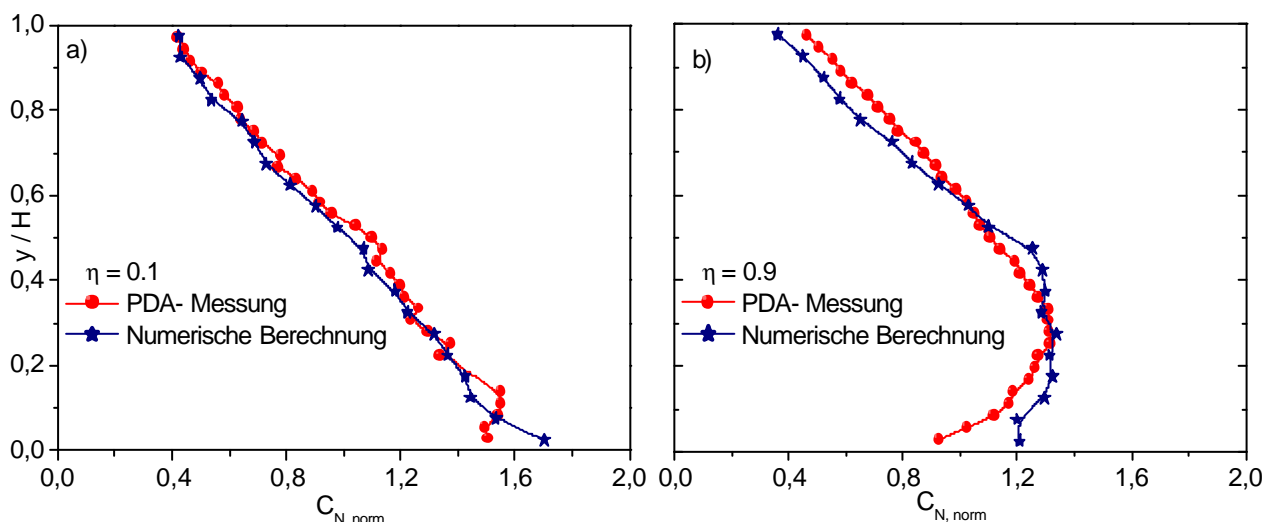 a)
η = 0.1
PDA- Messung
Numerische Berechnung
y / H
1,0
0,8
0,6
0,4
0,2
0,0
0,0 0,4 0,8 1,2 1,6 2,0
C_N, norm
b)
η = 0.9
PDA- Messung
Numerische Berechnung
0,0 0,4 0,8 1,2 1,6 2,0
C_N, norm